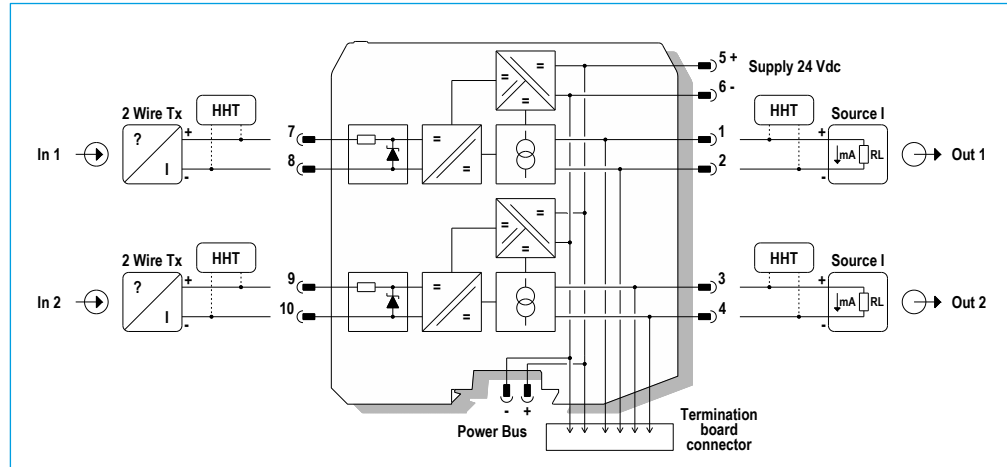 5 +
Supply 24 Vdc
6 -
2 Wire Tx
HHT
7
1
HHT
Source I
In 1
?
I
+
-
8
=
=
=
=
=
2
+
-
mA
RL
Out 1
2 Wire Tx
HHT
9
=
=
=
3
HHT
Source I
In 2
?
I
+
-
10
=
=
4
+
-
mA
RL
Out 2
-
+
Power Bus
Termination
board
connector